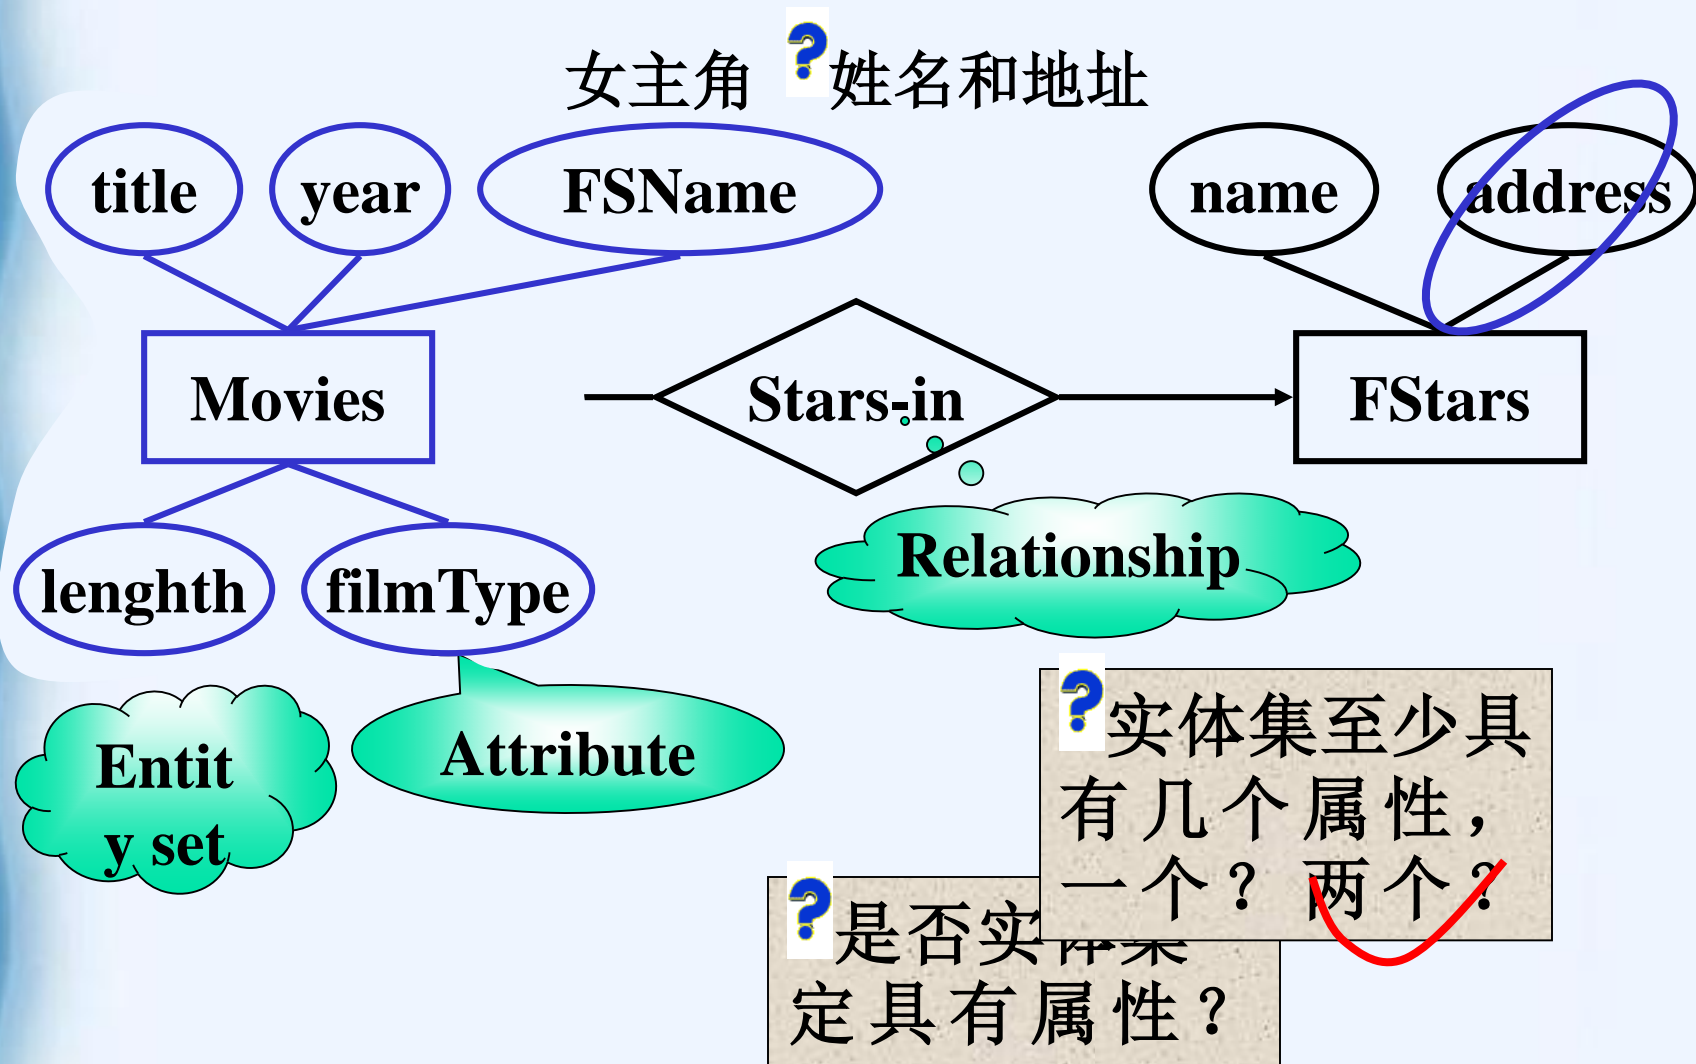 女主角 ?姓名和地址
title year FSName name address
Movies Stars-in FStars
Relationship
lenghth filmType
Entit
y set
Attribute
?实体集至少具
有几个属性，
一个？两个？
?是否实体集
定具有属性？